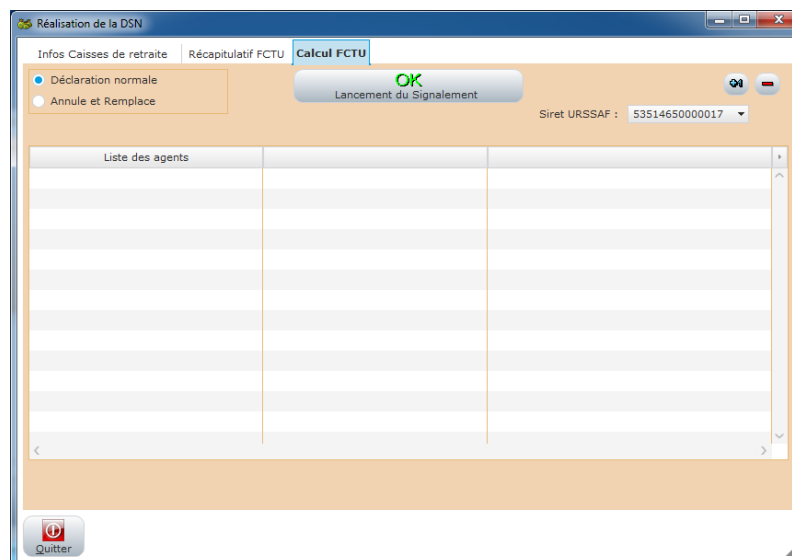 Réalisation de la DSN
Infos Caisses de retraite Récapitulatif FCTU Calcul FCTU
Déclaration normale
Annule et Remplace
OK
Lancement du Signalement
Siret URSSAF : 53514650000017
Liste des agents
Quitter